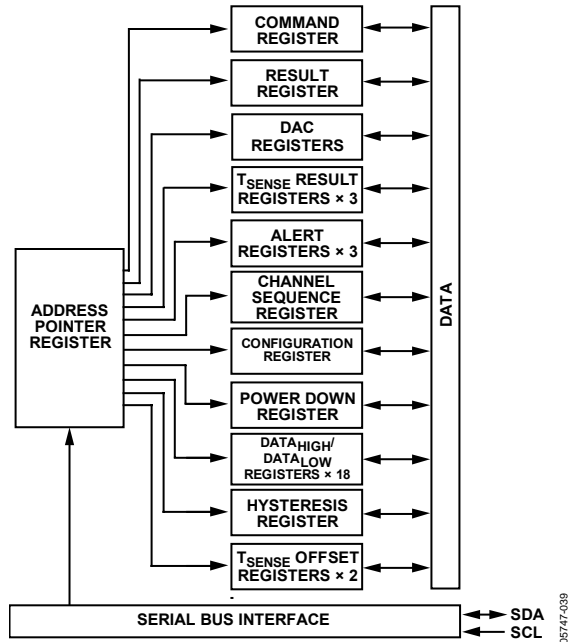 COMMAND
REGISTER
RESULT
REGISTER
DAC
REGISTERS
TSENSE RESULT
REGISTERS × 3
ALERT
REGISTERS × 3
CHANNEL
SEQUENCE
REGISTER
CONFIGURATION
REGISTER
POWER DOWN
REGISTER
DATAHIGH/
DATALOW
REGISTERS × 18
HYSTERESIS
REGISTER
TSENSE OFFSET
REGISTERS × 2
ADDRESS
POINTER
REGISTER
DATA
SERIAL BUS INTERFACE
SDA
SCL
05747-039